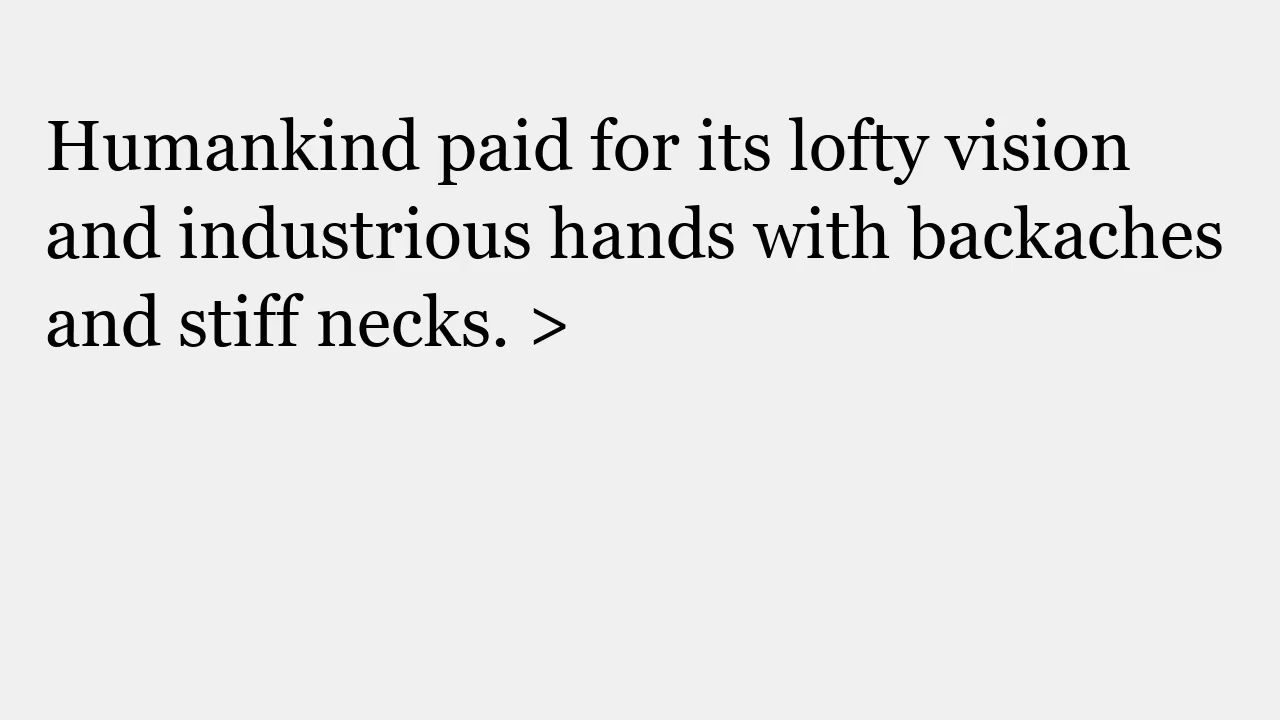 Humankind paid for its lofty vision
and industrious hands with backaches
and stiff necks. >